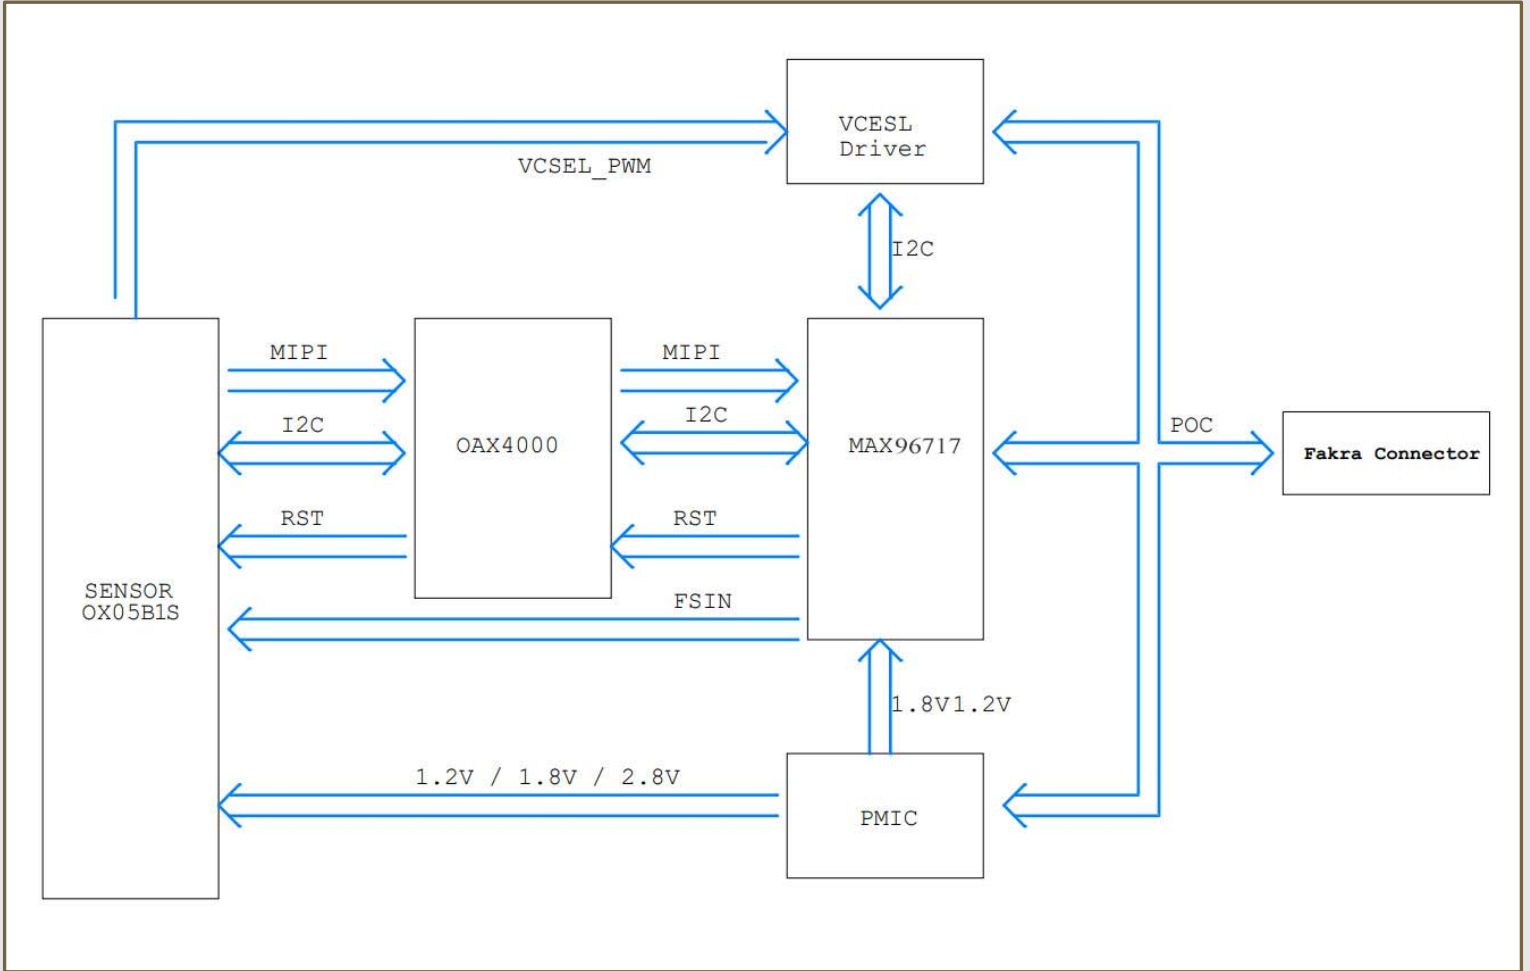 VCESL
Driver
VCSEL_PWM
I2C
MIPI
MIPI
I2C
I2C
POC
OAX4000
MAX96717
Fakra Connector
RST
RST
SENSOR
OX05B1S
FSIN
1.8V1.2V
1.2V / 1.8V / 2.8V
PMIC